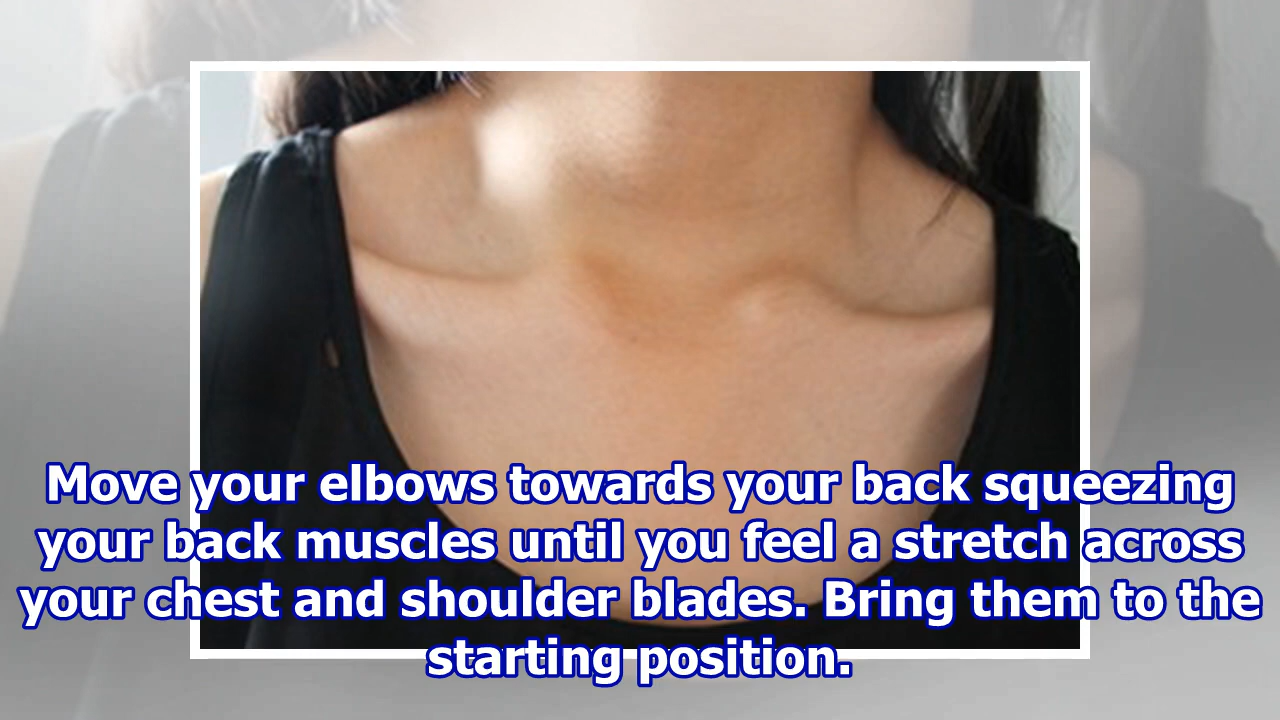 Move your elbows towards your back squeezing
your back muscles until you feel a stretch across
your chest and shoulder blades. Bring them to the
starting position.